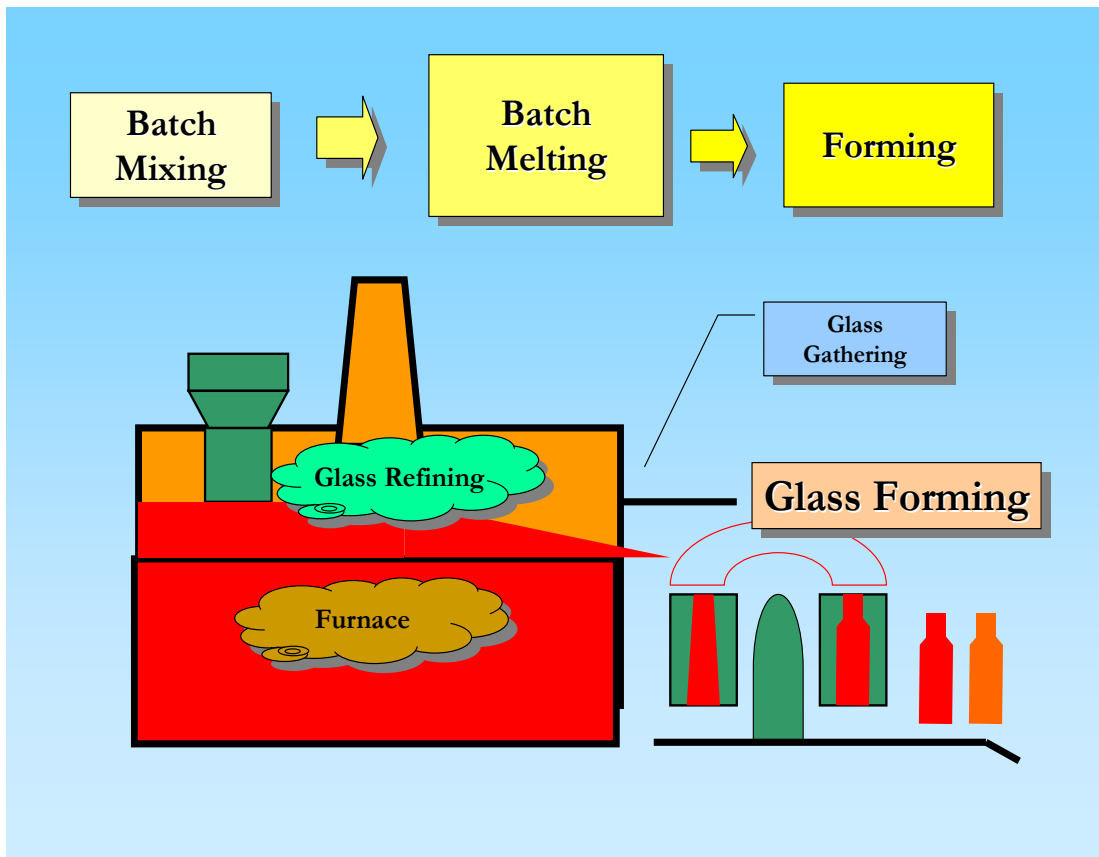 Batch
Mixing
Batch
Melting
Forming
Glass
Gathering
Glass Refining
Glass Forming
Furnace